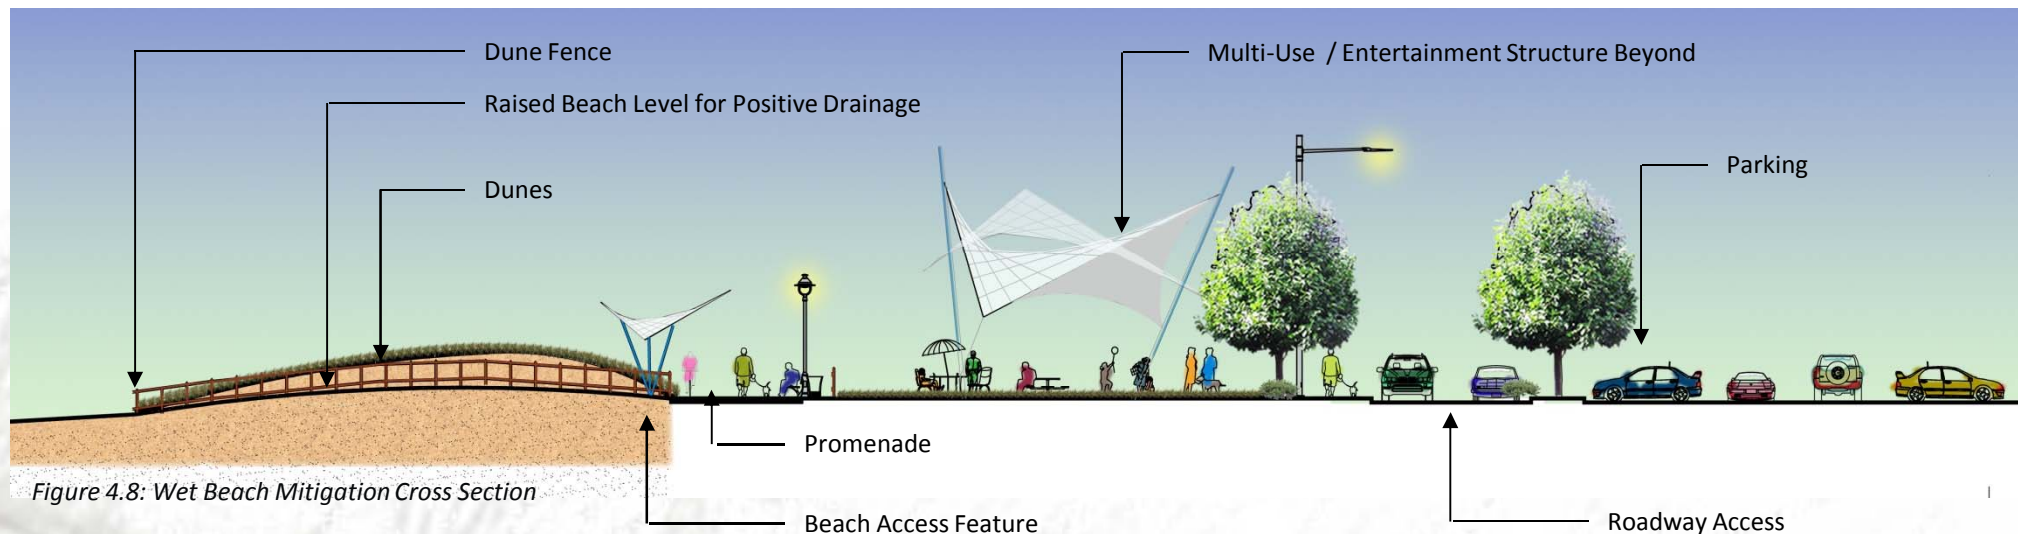 Dune Fence
Multi-Use / Entertainment Structure Beyond
Raised Beach Level for Positive Drainage
Parking
Dunes
Promenade
Figure 4.8: Wet Beach Mitigation Cross Section
Beach Access Feature
Roadway Access